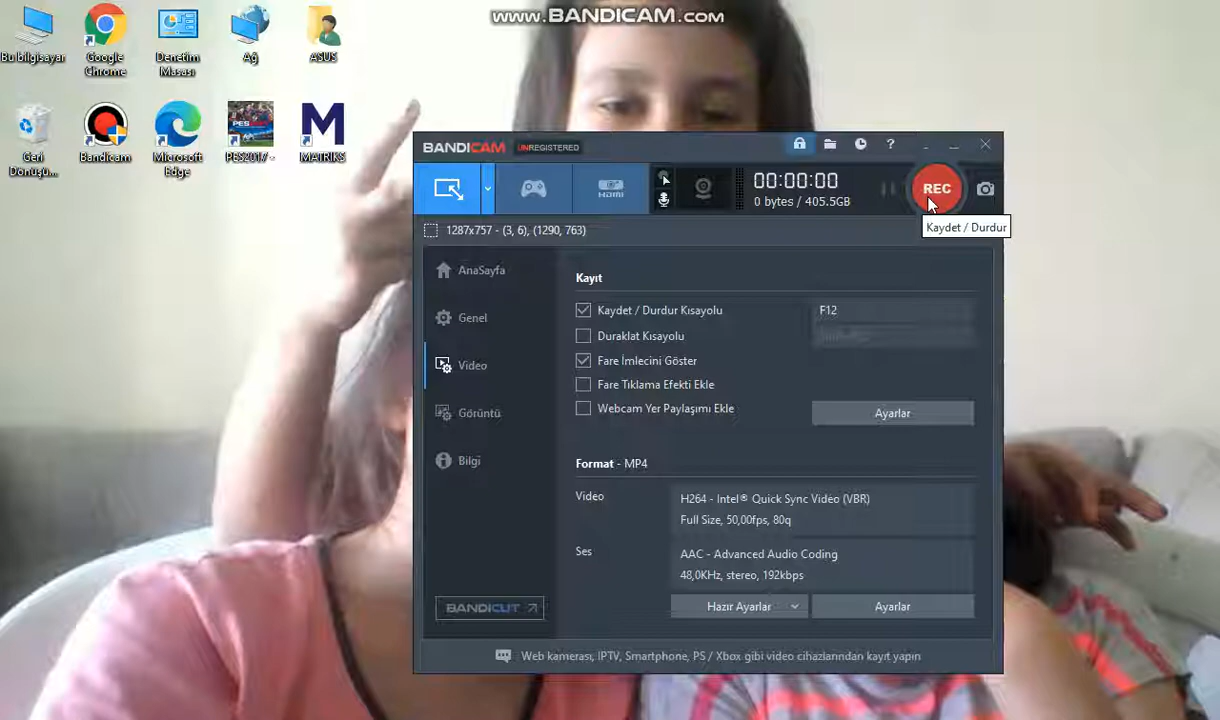 www.BANDICAM.com
Bu bilgisayar
Google
Chrome
Denetim
Masası
Ağ
ASUS
Geri
Dönüşü...
Bandicam
Microsoft
Edge
PES2017 -
MATRIKS
BANDICAM UNREGISTERED
HDMI
00:00:00
0 bytes / 405.5GB
REC
Kaydet / Durdur
1287x757 - (3, 6), (1290, 763)
AnaSayfa
Genel
Video
Görüntü
Bilgi
BANDICUT
Kayıt
Kaydet / Durdur Kısayolu
F12
Duraklat Kısayolu
Fare İmlecini Göster
Fare Tıklama Efekti Ekle
Webcam Yer Paylaşımı Ekle
Ayarlar
Format - MP4
Video
H264 - Intel® Quick Sync Video (VBR)
Full Size, 50,00fps, 80q
Ses
AAC - Advanced Audio Coding
48,0KHz, stereo, 192kbps
Hazır Ayarlar
Ayarlar
Web kamerası, IPTV, Smartphone, PS / Xbox gibi video cihazlarından kayıt yapın